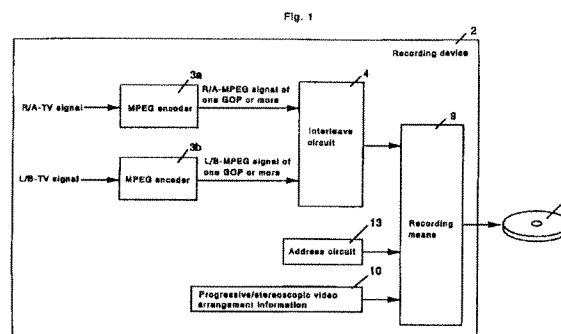 Fig. 1
2
Recording device
3a
R/A-TV signal
MPEG encoder
R/A-MPEG signal of
one GOP or more
4
Interleave
circuit
9
3b
L/B-TV signal
MPEG encoder
L/B-MPEG signal of
one GOP or more
Recording
means
13
Address circuit
10
Progressive/stereoscopic video
arrangement information